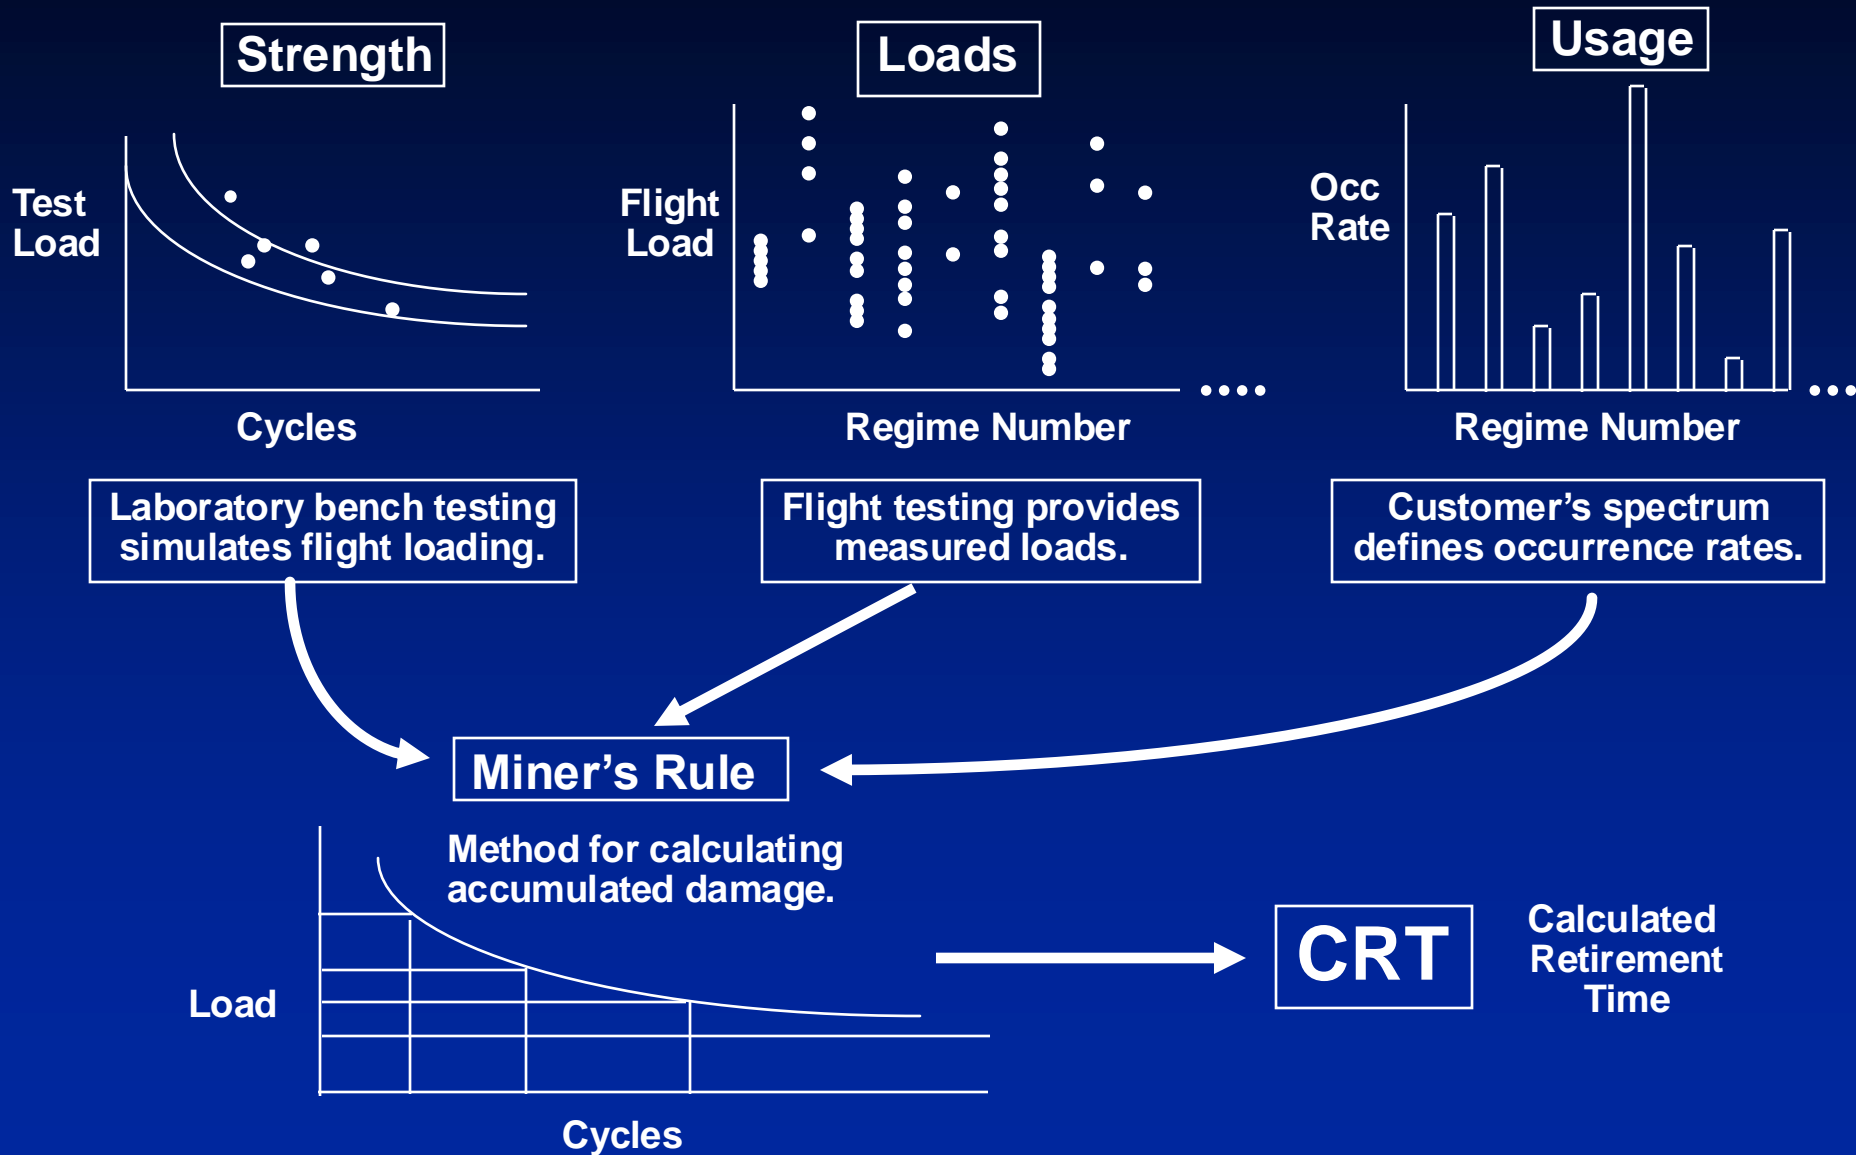 Strength
Test
Load
Cycles
Laboratory bench testing
simulates flight loading.
Loads
Flight
Load
Regime Number
Flight testing provides
measured loads.
Usage
Occ
Rate
Regime Number
Customer’s spectrum
defines occurrence rates.
Miner’s Rule
Method for calculating
accumulated damage.
Load
Cycles
CRT
Calculated
Retirement
Time